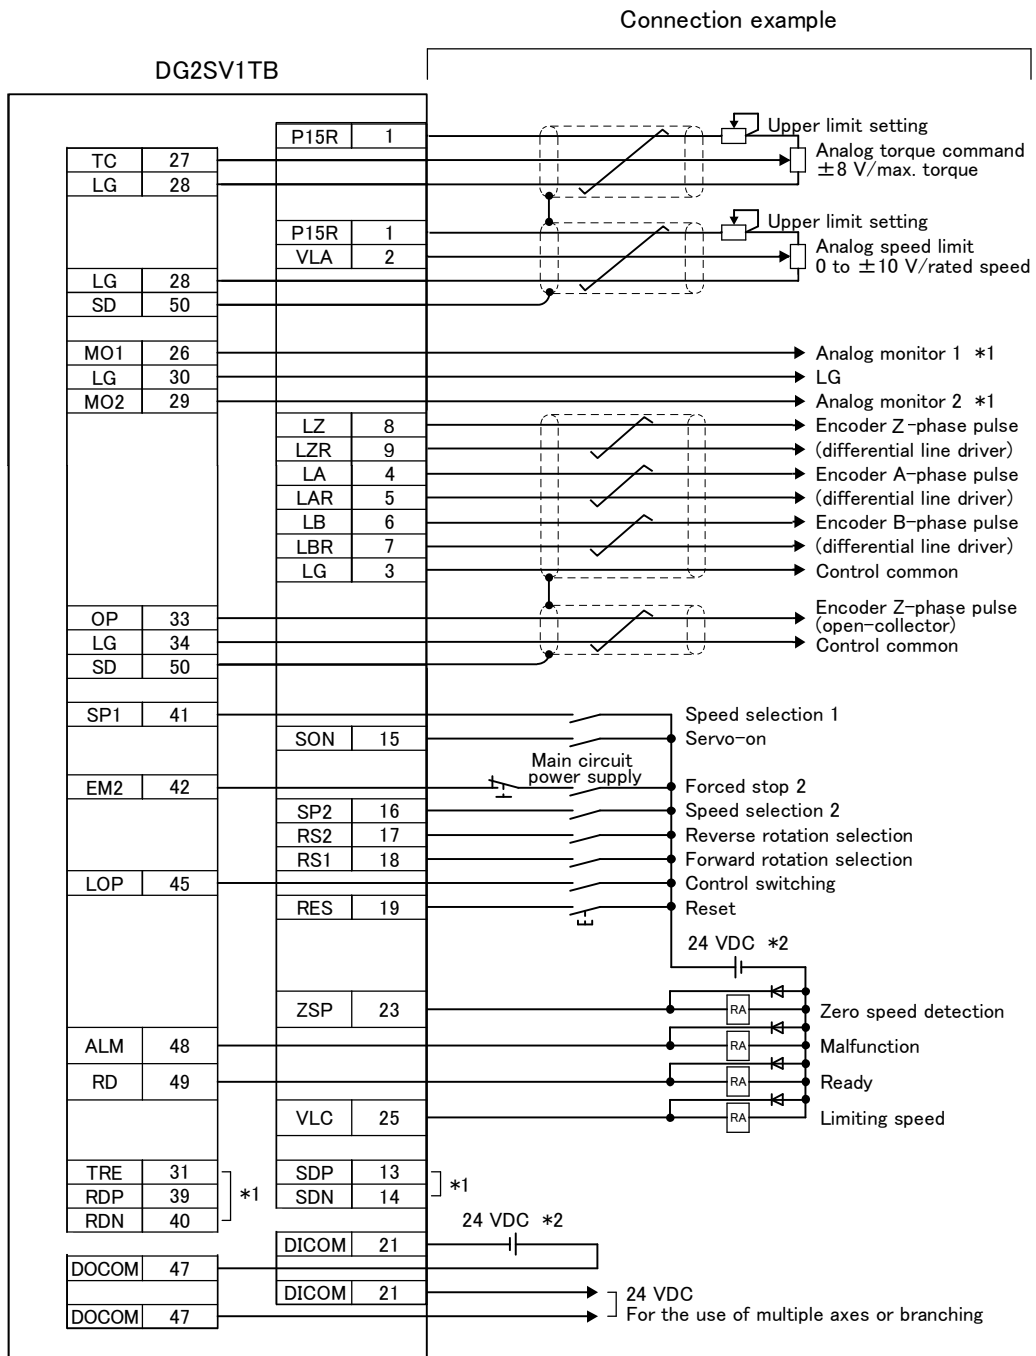 Connection example
DG2SV1TB
P15R 1
Upper limit setting
TC 27
Analog torque command
±8 V/max. torque
LG 28
P15R 1
Upper limit setting
VLA 2
Analog speed limit
0 to ±10 V/rated speed
LG 28
SD 50
MO1 26 Analog monitor 1 *1
LG 30 LG
MO2 29 Analog monitor 2 *1
LZ 8 Encoder Z-phase pulse
LZR 9 (differential line driver)
LA 4 Encoder A-phase pulse
LAR 5 (differential line driver)
LB 6 Encoder B-phase pulse
LBR 7 (differential line driver)
LG 3 Control common
OP 33 Encoder Z-phase pulse
(open-collector)
LG 34 Control common
SD 50
SP1 41 Speed selection 1
SON 15 Servo-on
Main circuit
power supply
EM2 42 Forced stop 2
SP2 16 Speed selection 2
RS2 17 Reverse rotation selection
RS1 18 Forward rotation selection
LOP 45 Control switching
RES 19 Reset
24 VDC *2
ZSP 23 RA Zero speed detection
ALM 48 RA Malfunction
RD 49 RA Ready
VLC 25 RA Limiting speed
TRE 31 SDP 13
RDP 39 *1 SDN 14 *1
RDN 40
24 VDC *2
DICOM 21
DOCOM 47
DICOM 21 24 VDC
DOCOM 47 For the use of multiple axes or branching